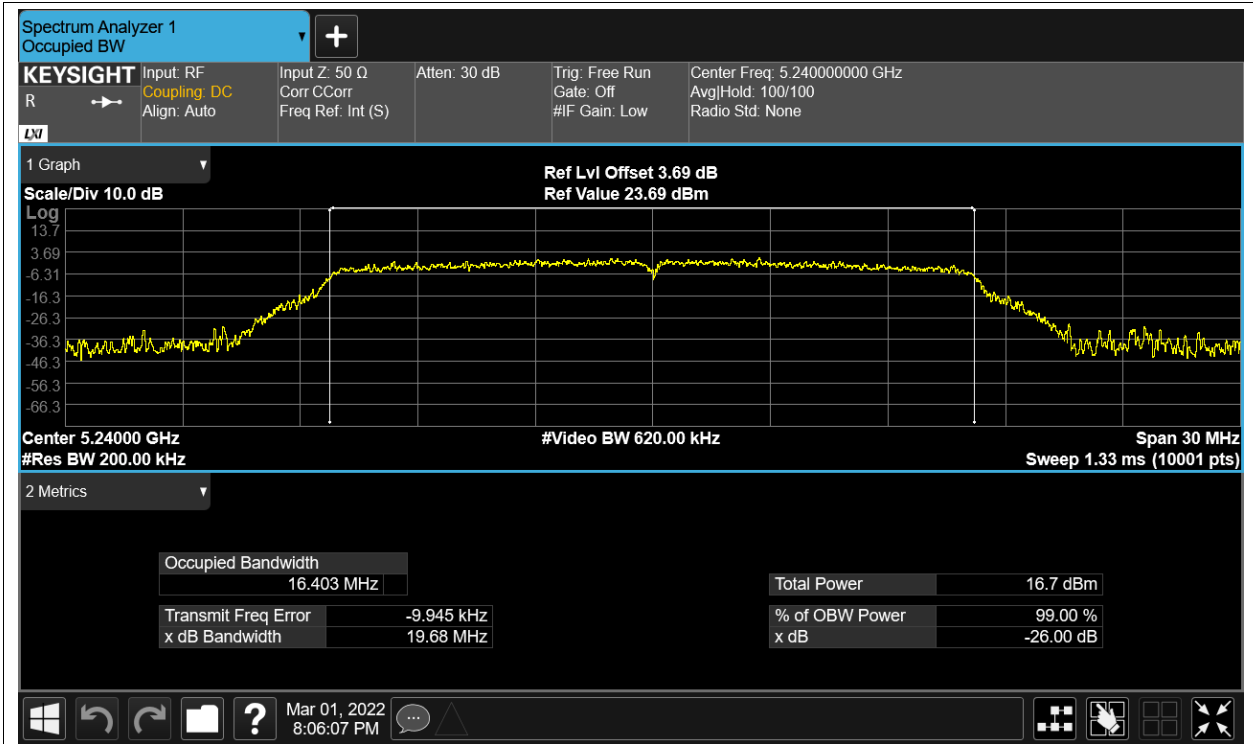 Spectrum Analyzer 1
Occupied BW
KEYSIGHT
R
LXI
Input: RF
Coupling: DC
Align: Auto
Input Z: 50 Ω
Corr CCorr
Freq Ref: Int (S)
Atten: 30 dB
Trig: Free Run
Gate: Off
#IF Gain: Low
Center Freq: 5.240000000 GHz
Avg|Hold: 100/100
Radio Std: None
1 Graph
Scale/Div 10.0 dB
Ref Lvl Offset 3.69 dB
Ref Value 23.69 dBm
Log
13.7
3.69
-6.31
-16.3
-26.3
-36.3
-46.3
-56.3
-66.3
Center 5.24000 GHz
#Res BW 200.00 kHz
#Video BW 620.00 kHz
Span 30 MHz
Sweep 1.33 ms (10001 pts)
2 Metrics
Occupied Bandwidth
16.403 MHz
Transmit Freq Error -9.945 kHz
x dB Bandwidth 19.68 MHz
Total Power 16.7 dBm
% of OBW Power 99.00 %
x dB -26.00 dB
?
Mar 01, 2022
8:06:07 PM